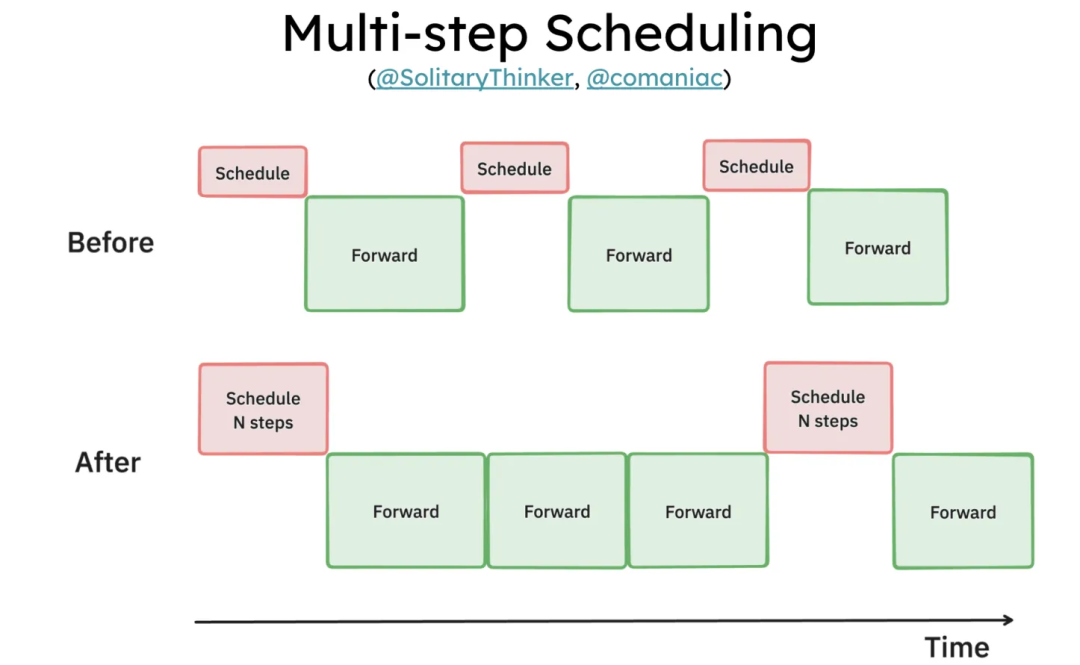 Multi-step Scheduling
(@SolitaryThinker, @comaniac)
Schedule
Schedule
Schedule
Before
Forward
Forward
Forward
Schedule
N steps
Schedule
N steps
After
Forward
Forward
Forward
Forward
Time